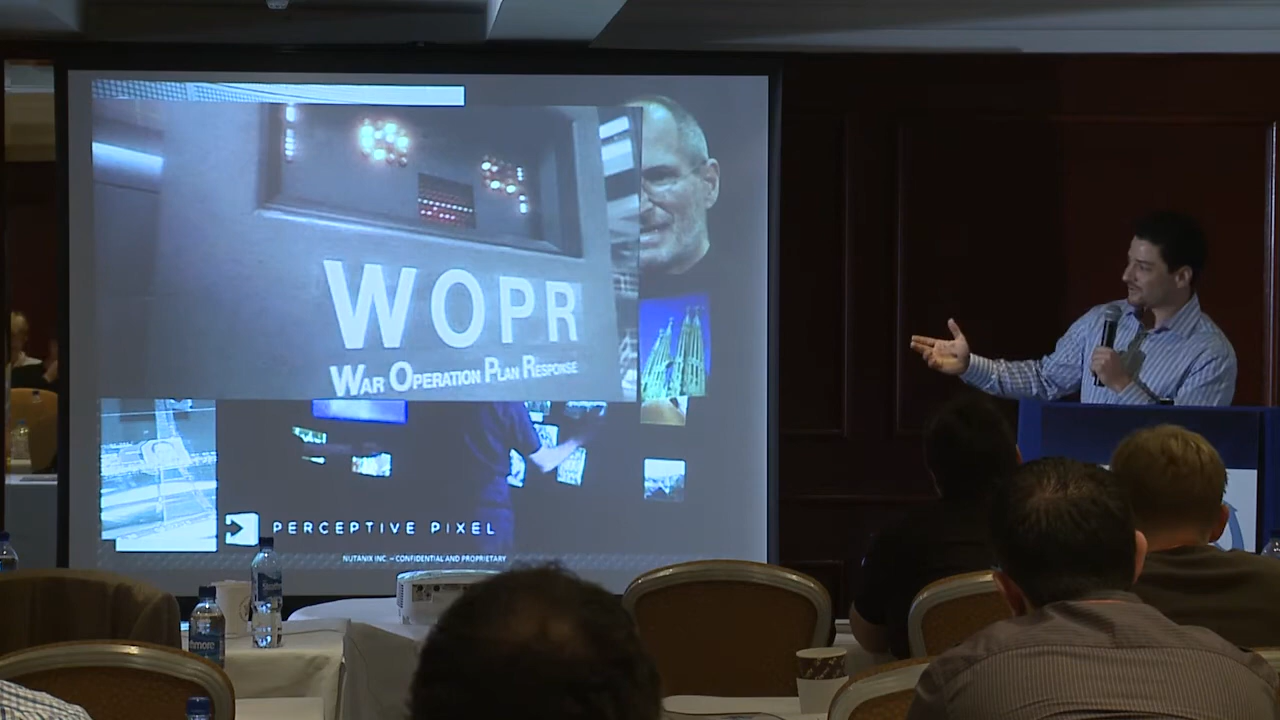 WOPR
WAR OPERATION PLAN RESPONSE
PERCEPTIVE PIXEL
NUTANIX INC. – CONFIDENTIAL AND PROPRIETARY